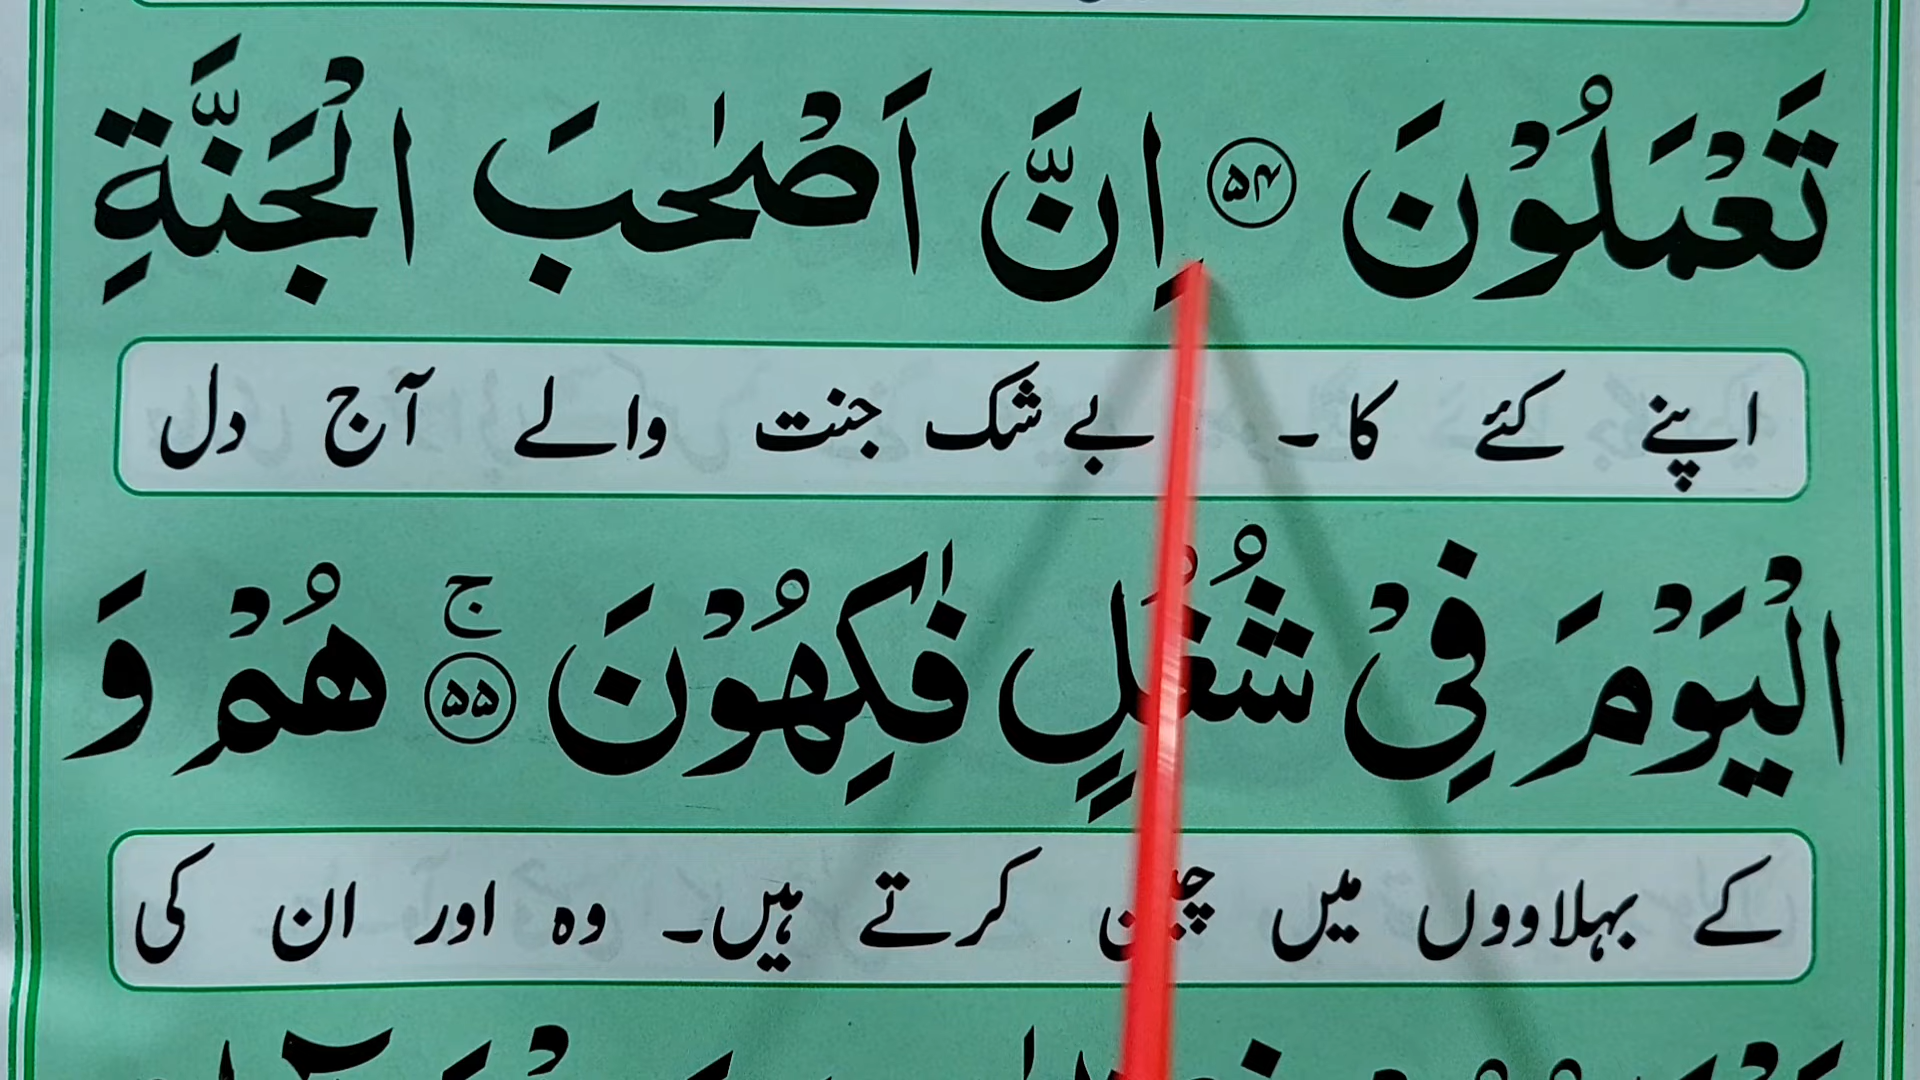 تَعْمَلُوْنَ ﴿۵۴﴾ اِنَّ اَصْحٰبَ الْجَنَّةِ
اپنے کئے کا۔ بے شک جنت والے آج دل
الْيَوْمَ فِیْ شُغُلٍ فٰكِهُوْنَ ۚ﴿۵۵﴾ هُمْ وَ
کے بہلاووں میں چین کرتے ہیں۔ وہ اور ان کی